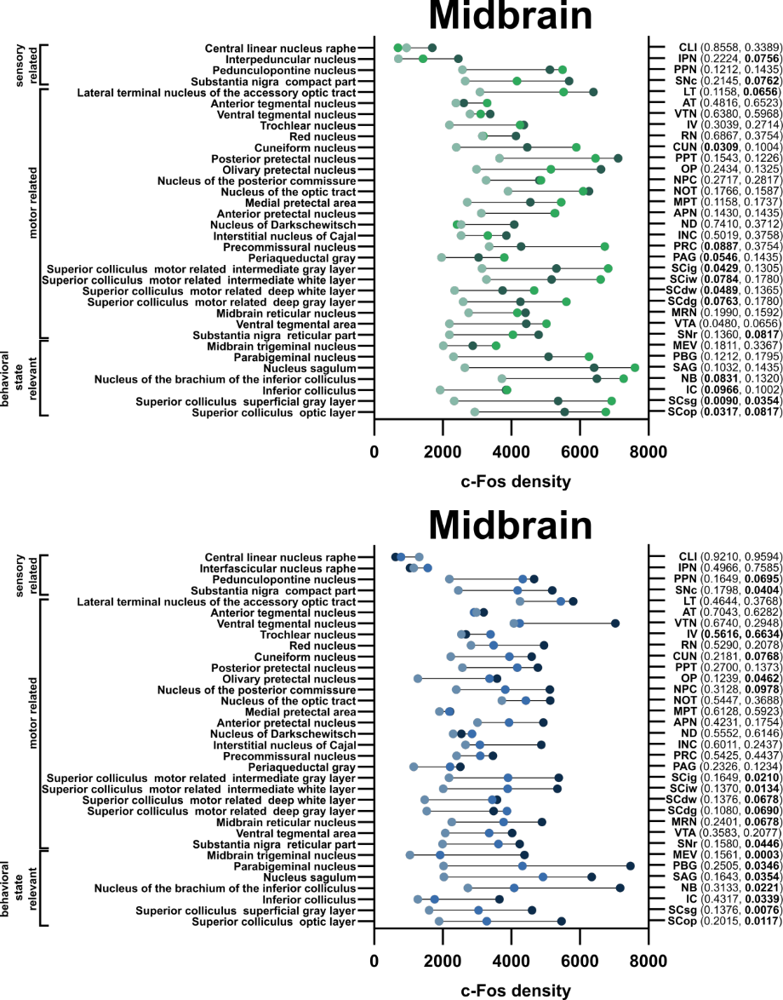 Midbrain
sensory related
Central linear nucleus raphe CLI (0.8558, 0.3389)
Interpeduncular nucleus IPN (0.2224, 0.0756)
Pedunculopontine nucleus PPN (0.1212, 0.1435)
Substantia nigra compact part SNc (0.2145, 0.0762)
motor related
Lateral terminal nucleus of the accessory optic tract LT (0.1158, 0.0656)
Anterior tegmental nucleus AT (0.4816, 0.6523)
Ventral tegmental nucleus VTN (0.6380, 0.5968)
Trochlear nucleus IV (0.3039, 0.2714)
Red nucleus RN (0.6867, 0.3754)
Cuneiform nucleus CUN (0.0309, 0.1004)
Posterior pretectal nucleus PPT (0.1543, 0.1226)
Olivary pretectal nucleus OP (0.2434, 0.1325)
Nucleus of the posterior commissure NPC (0.2717, 0.2817)
Nucleus of the optic tract NOT (0.1766, 0.1587)
Medial pretectal area MPT (0.1158, 0.1737)
Anterior pretectal nucleus APN (0.1430, 0.1435)
Nucleus of Darkschewitsch ND (0.7410, 0.3712)
Interstitial nucleus of Cajal INC (0.5019, 0.3758)
Precommissural nucleus PRC (0.0887, 0.3754)
Periaqueductal gray PAG (0.0546, 0.1435)
Superior colliculus motor related intermediate gray layer SCig (0.0429, 0.1305)
Superior colliculus motor related intermediate white layer SCiw (0.0784, 0.1780)
Superior colliculus motor related deep white layer SCdw (0.0489, 0.1365)
Superior colliculus motor related deep gray layer SCdg (0.0763, 0.1780)
Midbrain reticular nucleus MRN (0.1990, 0.1592)
Ventral tegmental area VTA (0.0480, 0.0656)
Substantia nigra reticular part SNr (0.1360, 0.0817)
behavioral state relevant
Midbrain trigeminal nucleus MEV (0.1811, 0.3367)
Parabigeminal nucleus PBG (0.1212, 0.1795)
Nucleus sagulum SAG (0.1032, 0.1435)
Nucleus of the brachium of the inferior colliculus NB (0.0831, 0.1320)
Inferior colliculus IC (0.0966, 0.1002)
Superior colliculus superficial gray layer SCsg (0.0090, 0.0354)
Superior colliculus optic layer SCop (0.0317, 0.0817)
0 2000 4000 6000 8000
c-Fos density
Midbrain
sensory related
Central linear nucleus raphe CLI (0.9210, 0.9594)
Interfascicular nucleus raphe IPN (0.4966, 0.7585)
Pedunculopontine nucleus PPN (0.1649, 0.0695)
Substantia nigra compact part SNc (0.1798, 0.0404)
motor related
Lateral terminal nucleus of the accessory optic tract LT (0.4644, 0.3768)
Anterior tegmental nucleus AT (0.7043, 0.6282)
Ventral tegmental nucleus VTN (0.6740, 0.2948)
Trochlear nucleus IV (0.5616, 0.6634)
Red nucleus RN (0.5290, 0.2078)
Cuneiform nucleus CUN (0.2181, 0.0768)
Posterior pretectal nucleus PPT (0.2700, 0.1373)
Olivary pretectal nucleus OP (0.1239, 0.0462)
Nucleus of the posterior commissure NPC (0.3128, 0.0978)
Nucleus of the optic tract NOT (0.5447, 0.3688)
Medial pretectal area MPT (0.6128, 0.5923)
Anterior pretectal nucleus APN (0.4231, 0.1754)
Nucleus of Darkschewitsch ND (0.5552, 0.6146)
Interstitial nucleus of Cajal INC (0.6011, 0.2437)
Precommissural nucleus PRC (0.5425, 0.4437)
Periaqueductal gray PAG (0.2326, 0.1234)
Superior colliculus motor related intermediate gray layer SCig (0.1649, 0.0210)
Superior colliculus motor related intermediate white layer SCiw (0.1370, 0.0134)
Superior colliculus motor related deep white layer SCdw (0.1376, 0.0678)
Superior colliculus motor related deep gray layer SCdg (0.1080, 0.0690)
Midbrain reticular nucleus MRN (0.2401, 0.0678)
Ventral tegmental area VTA (0.3583, 0.2077)
Substantia nigra reticular part SNr (0.1580, 0.0446)
behavioral state relevant
Midbrain trigeminal nucleus MEV (0.1561, 0.0003)
Parabigeminal nucleus PBG (0.2505, 0.0346)
Nucleus sagulum SAG (0.1643, 0.0354)
Nucleus of the brachium of the inferior colliculus NB (0.3133, 0.0221)
Inferior colliculus IC (0.4317, 0.0339)
Superior colliculus superficial gray layer SCsg (0.1376, 0.0076)
Superior colliculus optic layer SCop (0.2015, 0.0117)
0 2000 4000 6000 8000
c-Fos density